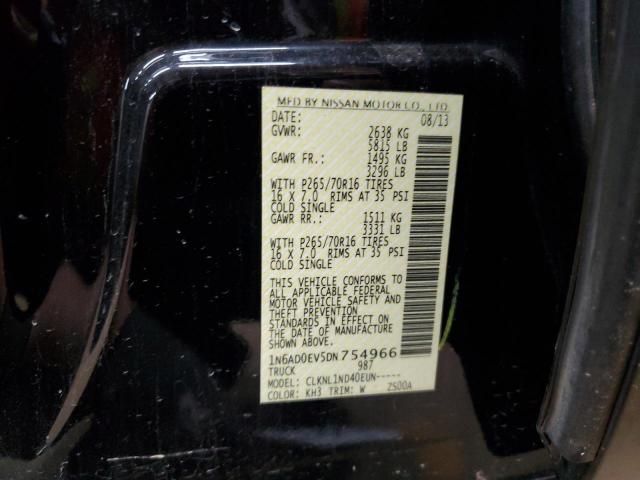 MFD BY NISSAN MOTOR CO., LTD.
DATE: 08/13
GVWR: 2638 KG
5815 LB
GAWR FR.: 1495 KG
3296 LB
WITH P265/70R16 TIRES
16 X 7.0 RIMS AT 35 PSI
COLD SINGLE
GAWR RR.: 1511 KG
3331 LB
WITH P265/70R16 TIRES
16 X 7.0 RIMS AT 35 PSI
COLD SINGLE
THIS VEHICLE CONFORMS TO
ALL APPLICABLE FEDERAL
MOTOR VEHICLE SAFETY AND
THEFT PREVENTION
STANDARDS IN EFFECT ON
THE DATE OF MANUFACTURE
SHOWN ABOVE.
1N6AD0EV5DN754966
TRUCK 987
MODEL: CLKNL1ND40EUN-----
COLOR: KH3 TRIM: W ZS00A